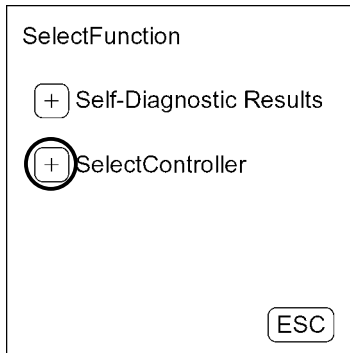 SelectFunction
+ Self-Diagnostic Results
+ SelectController
ESC